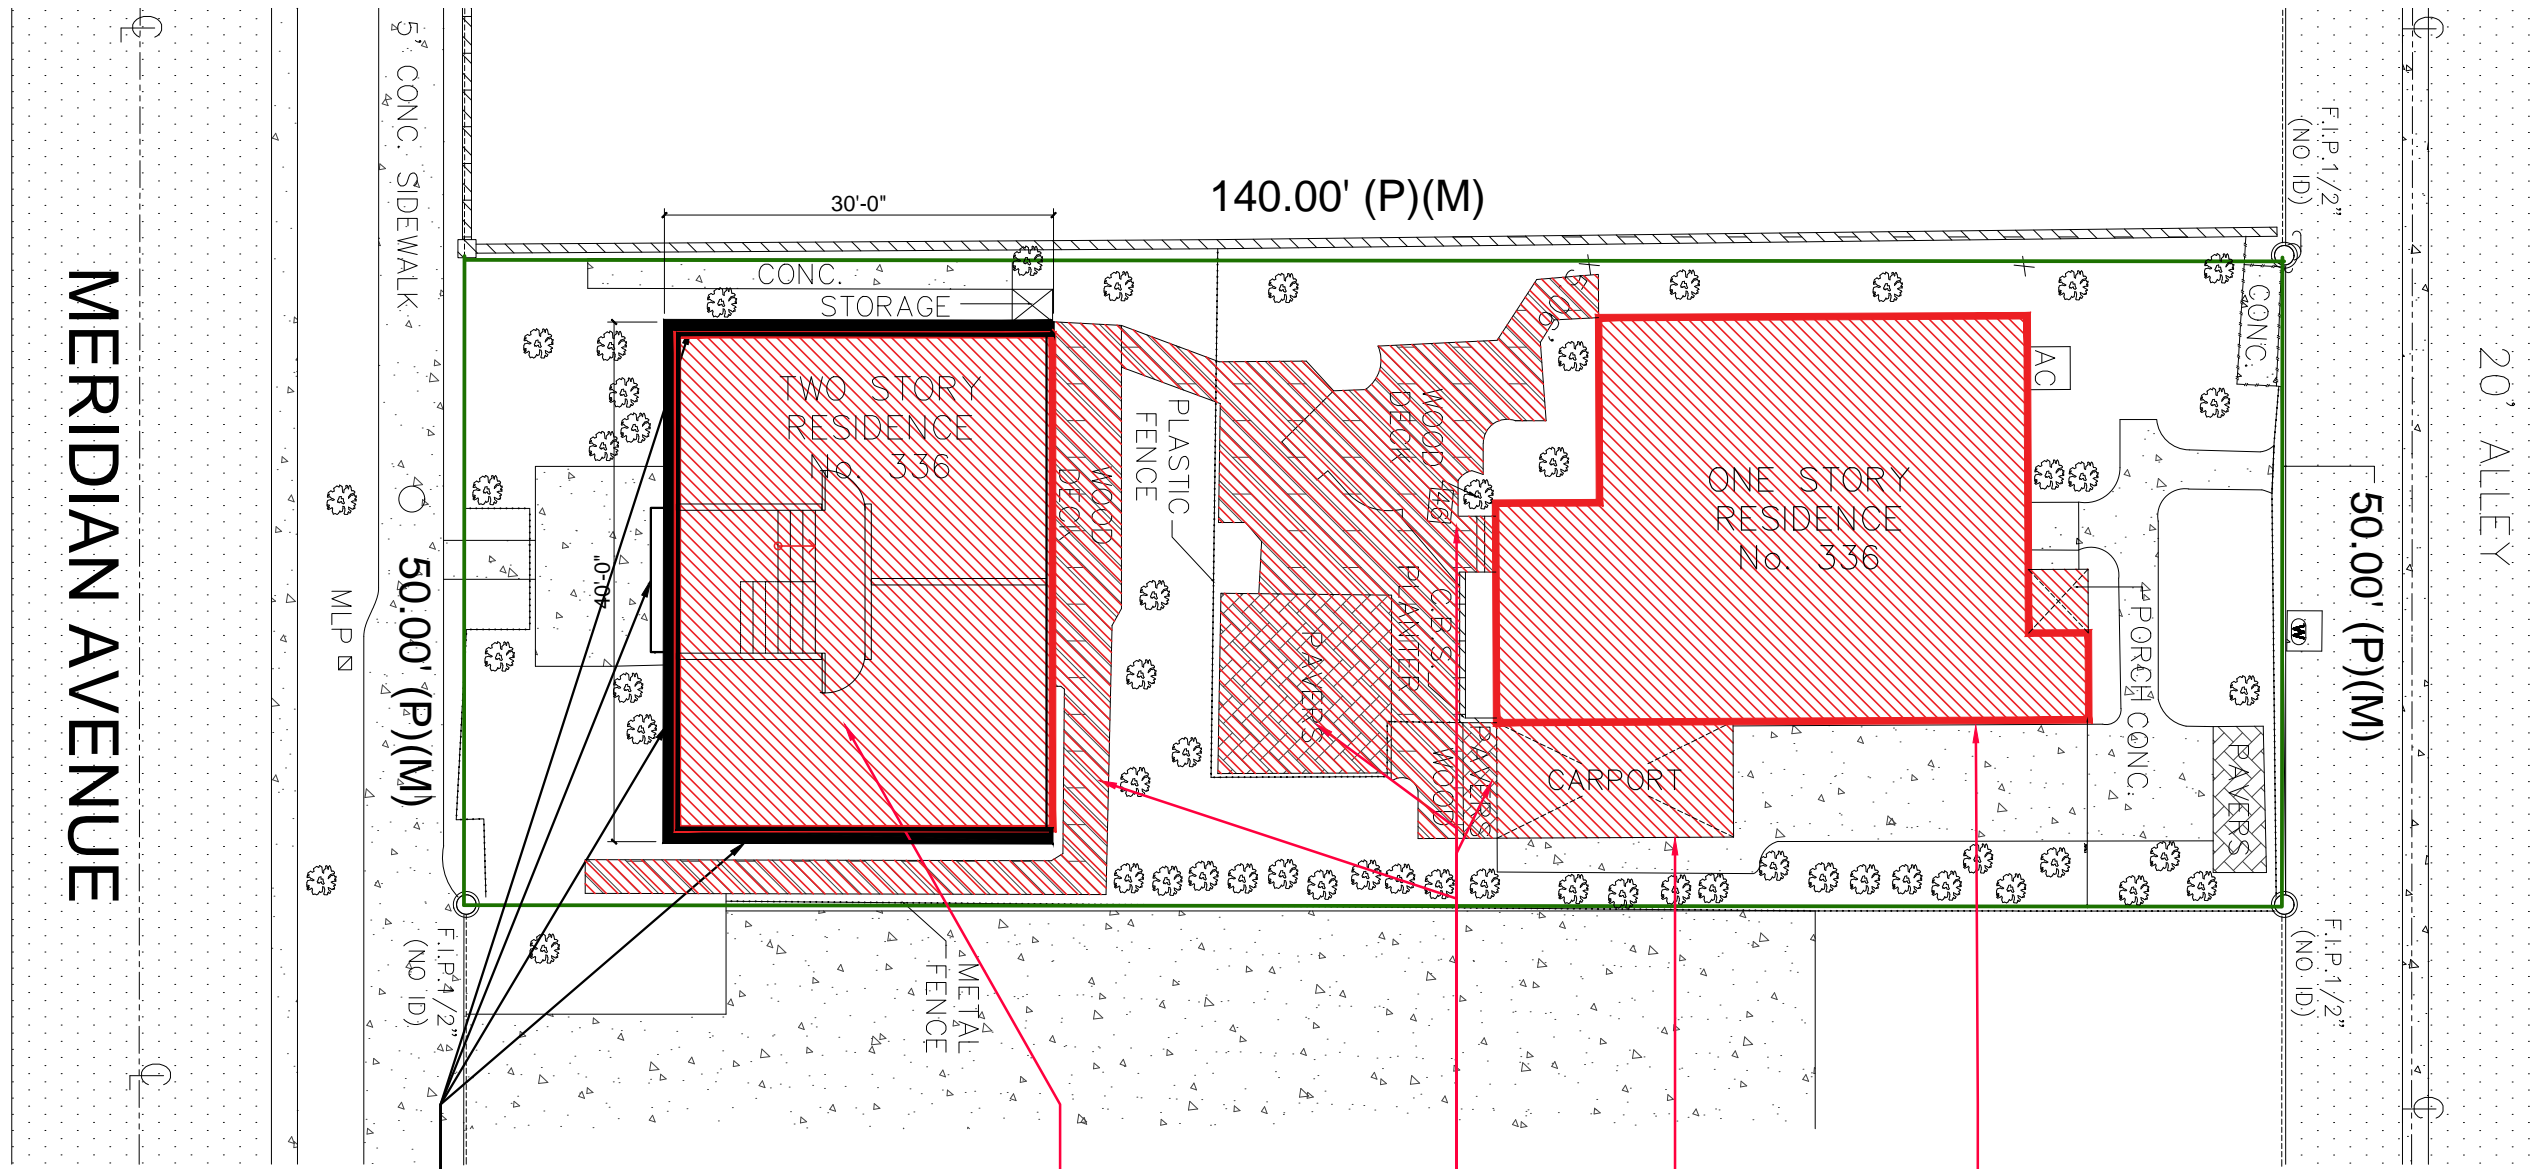 MERIDIAN AVENUE
5' CONC. SIDEWALK
MLP
50.00' (P)(M)
F.I.P.1/2"
(NO ID)
30'-0"
140.00' (P)(M)
CONC.
STORAGE
40'-0"
TWO STORY
RESIDENCE
No. 336
WOOD
DECK
PLASTIC
FENCE
METAL
FENCE
WOOD
DECK
PAVERS
C.B.S.
PLANTER
PAVERS
WOOD
ONE STORY
RESIDENCE
No. 336
CARPORT
AC
PORCH
CONC.
CONC.
PAVERS
W
50.00' (P)(M)
F.I.P.1/2"
(NO ID)
F.I.P.1/2"
(NO ID)
20' ALLEY